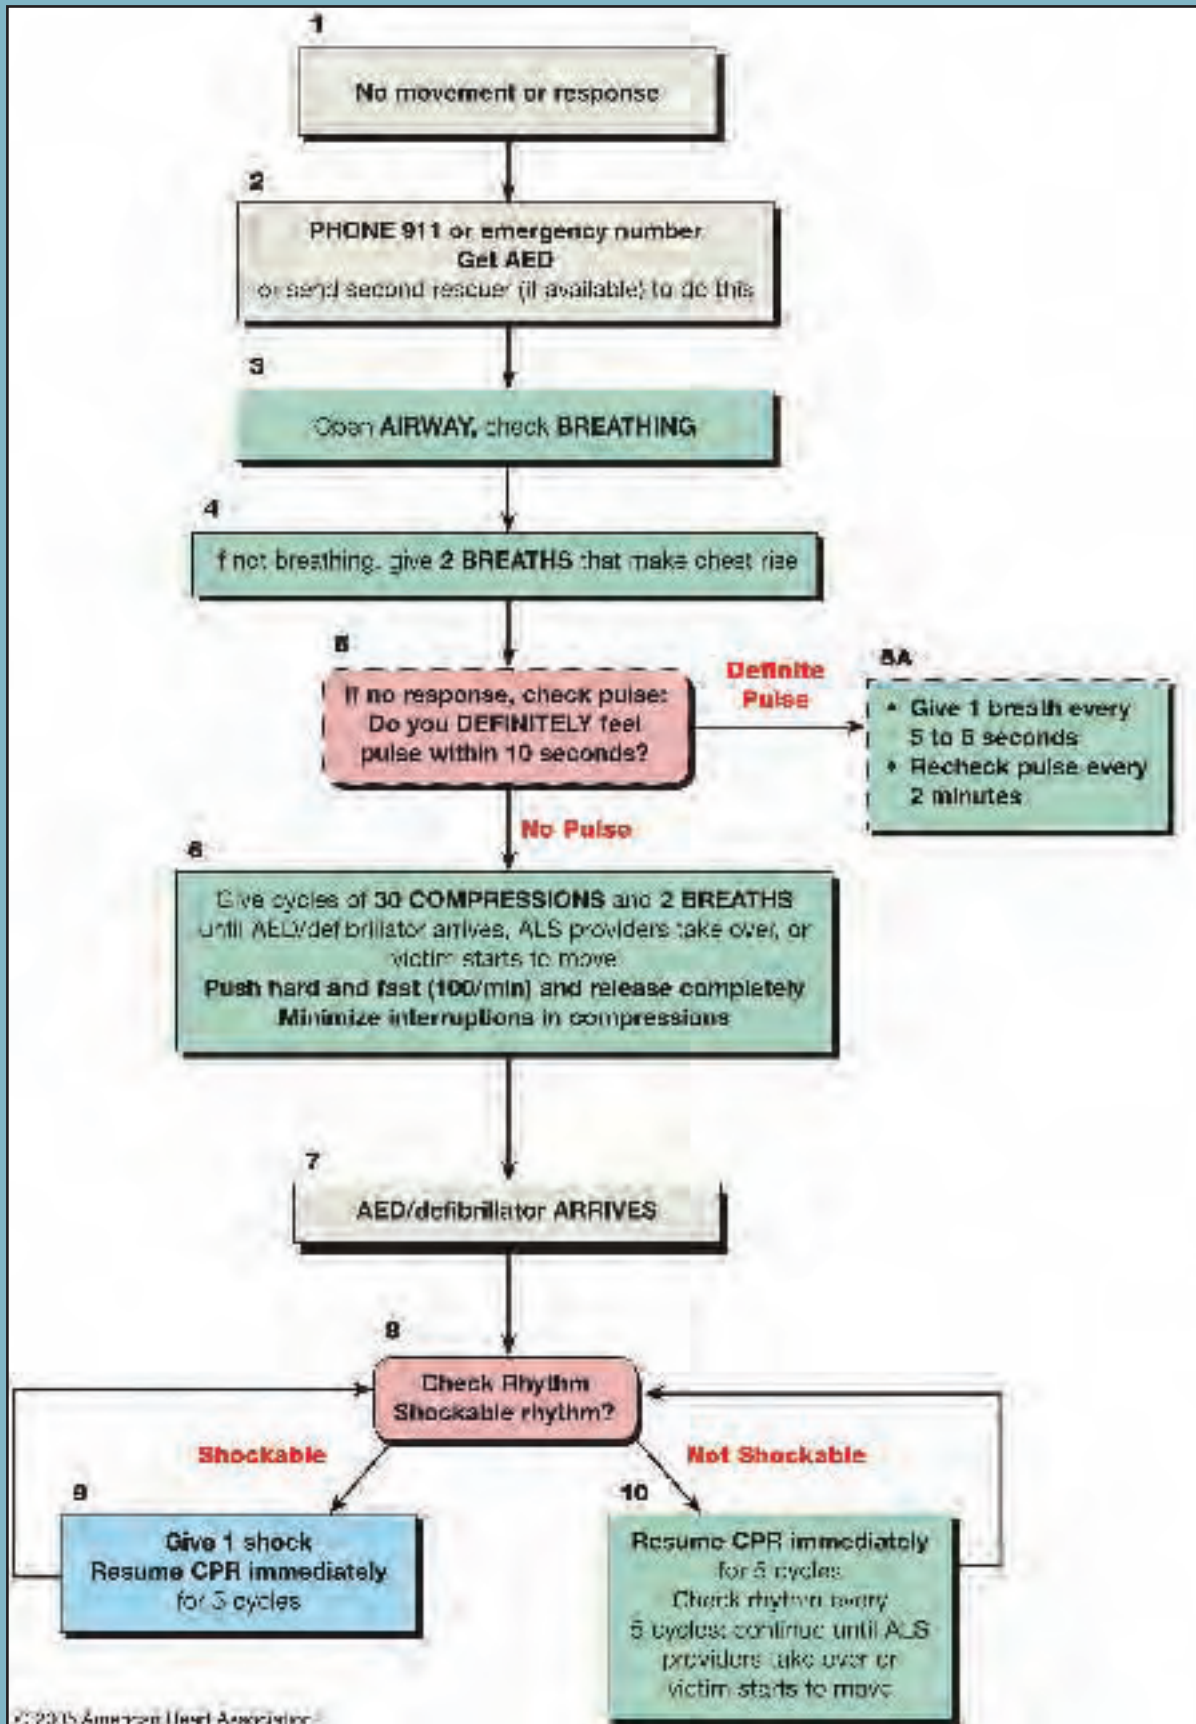 1
No movement or response
2
PHONE 911 or emergency number
Get AED
or send second rescuer (if available) to do this
3
Open AIRWAY, check BREATHING
4
If not breathing, give 2 BREATHS that make chest rise
5
If no response, check pulse:
Do you DEFINITELY feel
pulse within 10 seconds?
Definite
Pulse
5A
• Give 1 breath every
5 to 6 seconds
• Recheck pulse every
2 minutes
No Pulse
6
Give cycles of 30 COMPRESSIONS and 2 BREATHS
until AED/defibrillator arrives, ALS providers take over, or
victim starts to move
Push hard and fast (100/min) and release completely
Minimize interruptions in compressions
7
AED/defibrillator ARRIVES
8
Check Rhythm
Shockable rhythm?
Shockable
Not Shockable
9
Give 1 shock
Resume CPR immediately
for 5 cycles
10
Resume CPR immediately
for 5 cycles
Check rhythm every
5 cycles; continue until ALS
providers take over or
victim starts to move
© 2005 American Heart Association